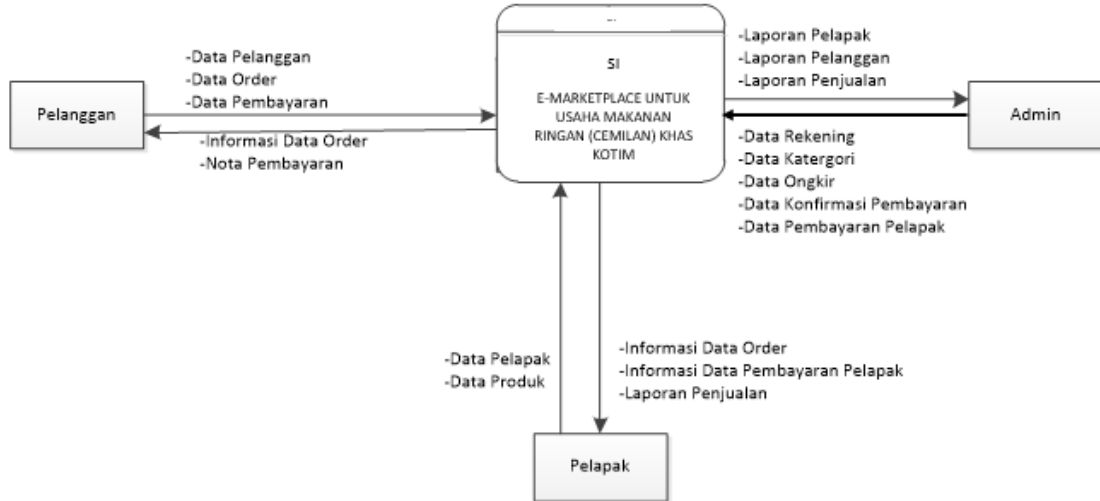 SI
E-MARKETPLACE UNTUK
USAHA MAKANAN
RINGAN (CEMILAN) KHAS
KOTIM
Pelanggan
-Data Pelanggan
-Data Order
-Data Pembayaran
-Informasi Data Order
-Nota Pembayaran
-Laporan Pelapak
-Laporan Pelanggan
-Laporan Penjualan
Admin
-Data Rekening
-Data Katergori
-Data Ongkir
-Data Konfirmasi Pembayaran
-Data Pembayaran Pelapak
-Data Pelapak
-Data Produk
-Informasi Data Order
-Informasi Data Pembayaran Pelapak
-Laporan Penjualan
Pelapak